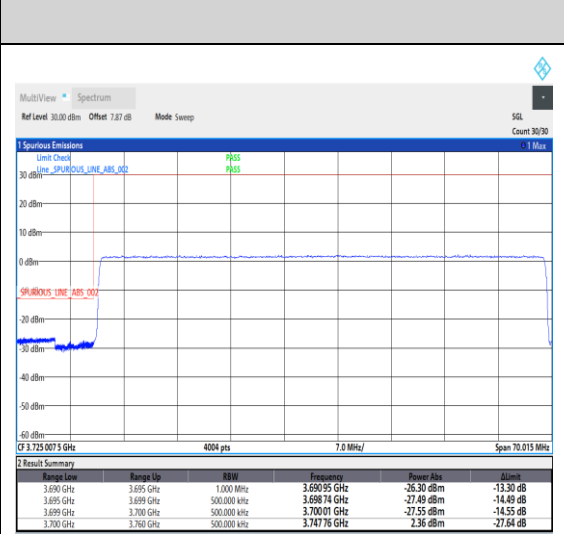 MultiView Spectrum
Ref Level 30.00 dBm Offset 7.87 dB Mode Sweep SGL
Count 30/30
1 Spurious Emissions 1 Max
Limit Check PASS
Line _SPURIOUS_LINE_ABS_002 PASS
30 dBm
20 dBm
10 dBm
0 dBm
-10 dBm
SPURIOUS_LINE_ABS_002
-20 dBm
-30 dBm
-40 dBm
-50 dBm
-60 dBm
CF 3.725 007 5 GHz 4004 pts 7.0 MHz/ Span 70.015 MHz
2 Result Summary
Range Low Range Up RBW Frequency Power Abs ΔLimit
3.690 GHz 3.695 GHz 1.000 MHz 3.690 95 GHz -26.30 dBm -13.30 dB
3.695 GHz 3.699 GHz 500.000 kHz 3.698 74 GHz -27.49 dBm -14.49 dB
3.699 GHz 3.700 GHz 500.000 kHz 3.700 01 GHz -27.55 dBm -14.55 dB
3.700 GHz 3.760 GHz 500.000 kHz 3.747 76 GHz 2.36 dBm -27.64 dB